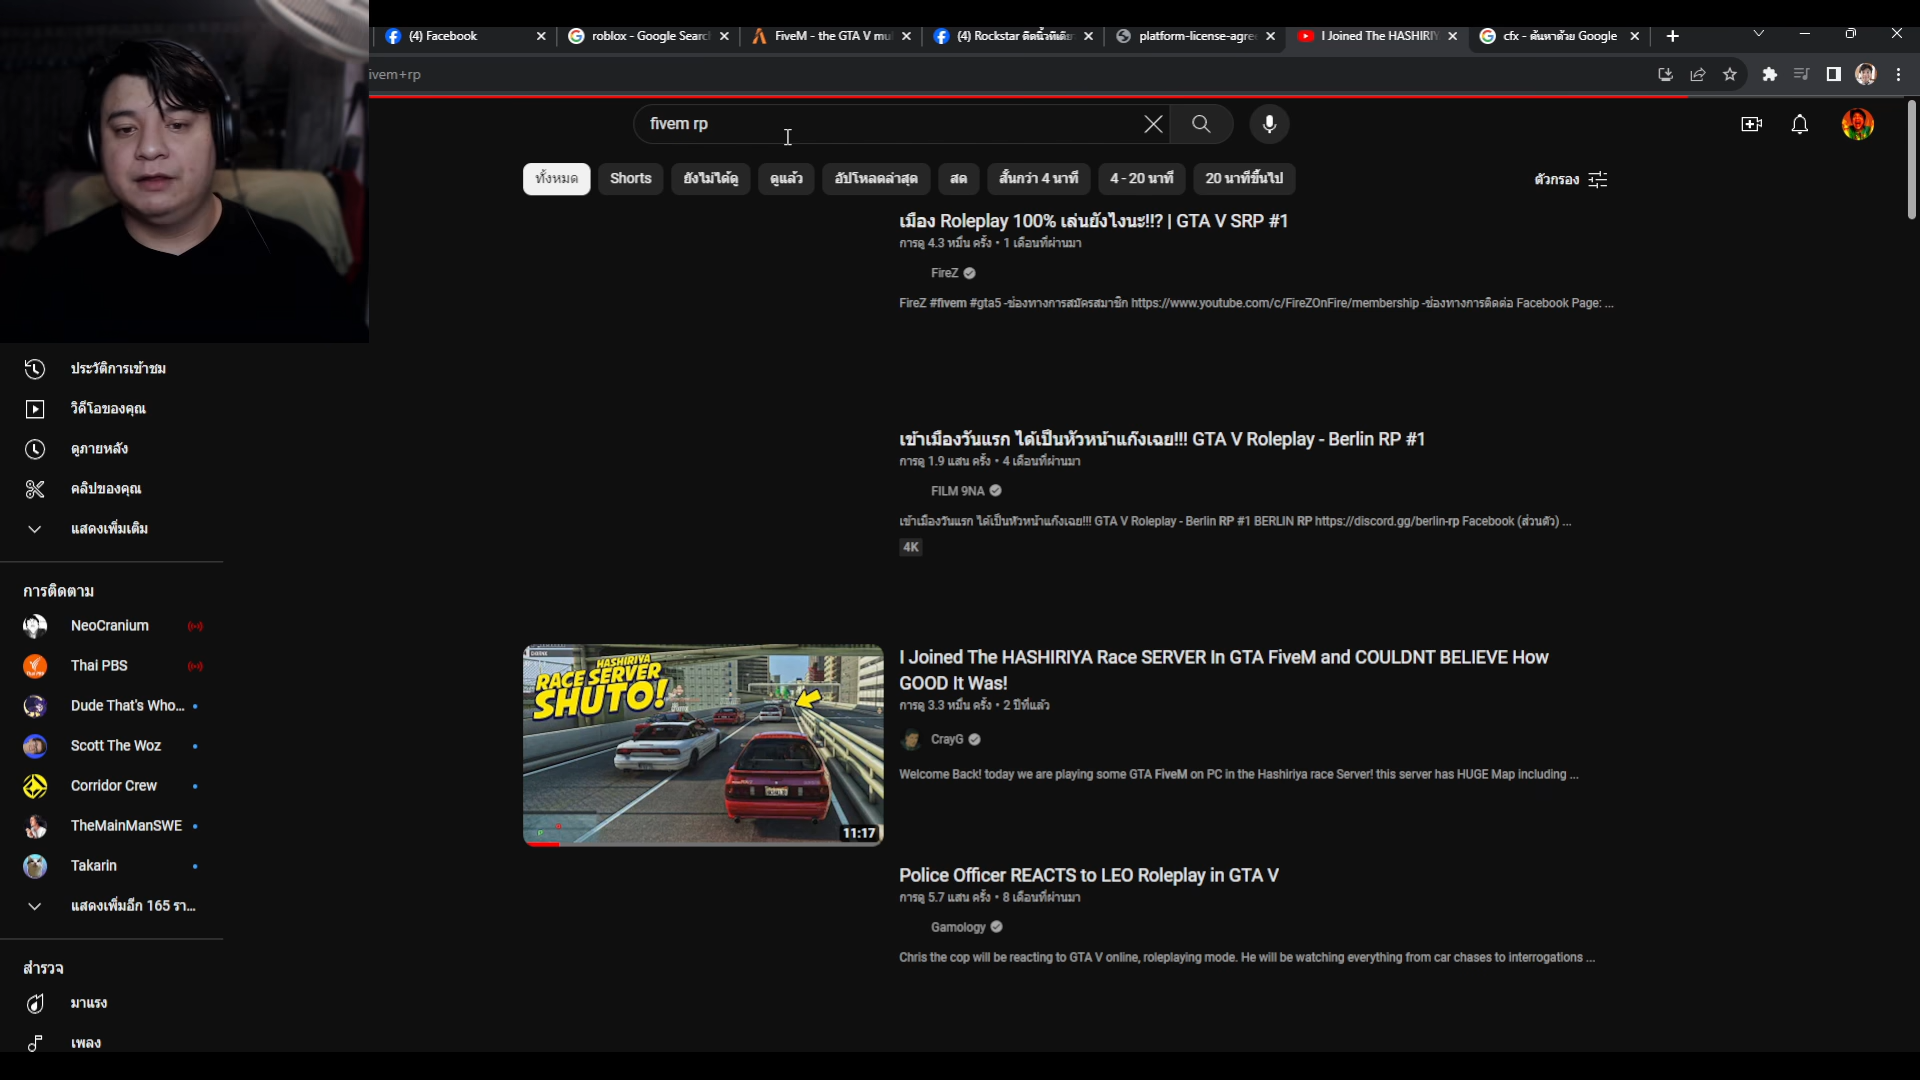 (4) Facebook
roblox - Google Searc
FiveM - the GTA V mu
(4) Rockstar ติดนิ้วทีเดีย
platform-license-agre
I Joined The HASHIRIY
cfx - ค้นหาด้วย Google
ivem+rp
fivem rp
ทั้งหมด
Shorts
ยังไม่ได้ดู
ดูแล้ว
อัปโหลดล่าสุด
สด
สั้นกว่า 4 นาที
4 - 20 นาที
20 นาทีขึ้นไป
ตัวกรอง
เมือง Roleplay 100% เล่นยังไงนะ!!? | GTA V SRP #1
การดู 4.3 หมื่น ครั้ง • 1 เดือนที่ผ่านมา
FireZ
FireZ #fivem #gta5 -ช่องทางการสมัครสมาชิก https://www.youtube.com/c/FireZOnFire/membership -ช่องทางการติดต่อ Facebook Page: ...
เข้าเมืองวันแรก ได้เป็นหัวหน้าแก๊งเฉย!!! GTA V Roleplay - Berlin RP #1
การดู 1.9 แสน ครั้ง • 4 เดือนที่ผ่านมา
FILM 9NA
เข้าเมืองวันแรก ได้เป็นหัวหน้าแก๊งเฉย!!! GTA V Roleplay - Berlin RP #1 BERLIN RP https://discord.gg/berlin-rp Facebook (ส่วนตัว) ...
4K
HASHIRIYA
RACE SERVER
SHUTO!
11:17
I Joined The HASHIRIYA Race SERVER In GTA FiveM and COULDNT BELIEVE How
GOOD It Was!
การดู 3.3 หมื่น ครั้ง • 2 ปีที่แล้ว
CrayG
Welcome Back! today we are playing some GTA FiveM on PC in the Hashiriya race Server! this server has HUGE Map including ...
Police Officer REACTS to LEO Roleplay in GTA V
การดู 5.7 แสน ครั้ง • 8 เดือนที่ผ่านมา
Gamology
Chris the cop will be reacting to GTA V online, roleplaying mode. He will be watching everything from car chases to interrogations ...
ประวัติการเข้าชม
วิดีโอของคุณ
ดูภายหลัง
คลิปของคุณ
แสดงเพิ่มเติม
การติดตาม
NeoCranium
Thai PBS
Dude That's Who...
Scott The Woz
Corridor Crew
TheMainManSWE
Takarin
แสดงเพิ่มอีก 165 รา...
สำรวจ
มาแรง
เพลง